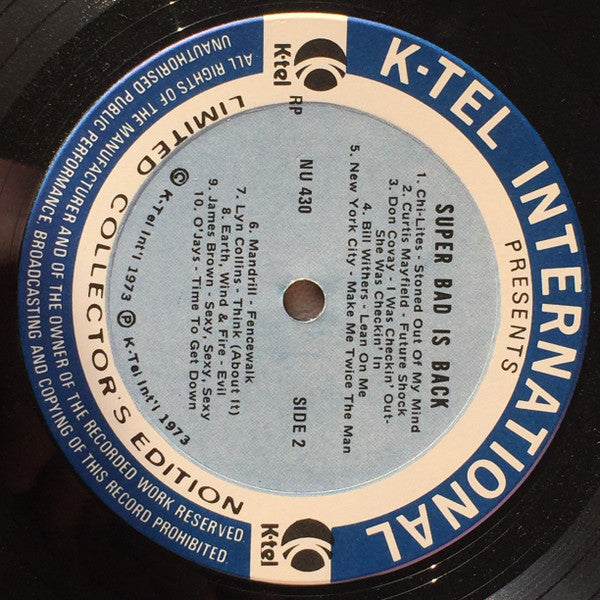 K-TEL INTERNATIONAL
PRESENTS
K-tel
K-tel
SUPER BAD IS BACK
1. Chi-Lites - Stoned Out Of My Mind
2. Curtis Mayfield - Future Shock
3. Don Covay - I Was Checkin' Out-
She Was Checkin' In
4. Bill Withers- Lean On Me
5. New York City - Make Me Twice The Man
RP
NU 430
SIDE 2
6. Mandrill - Fencewalk
7. Lyn Collins - Think (About It)
8. Earth, Wind & Fire - Evil
9. James Brown - Sexy, Sexy, Sexy
10. O'Jays - Time To Get Down
© K-Tel Int'l 1973 ℗ K-Tel Int'l 1973
LIMITED COLLECTOR'S EDITION
ALL RIGHTS OF THE MANUFACTURER AND OF THE OWNER OF THE RECORDED WORK RESERVED
UNAUTHORISED PUBLIC PERFORMANCE, BROADCASTING AND COPYING OF THIS RECORD PROHIBITED.